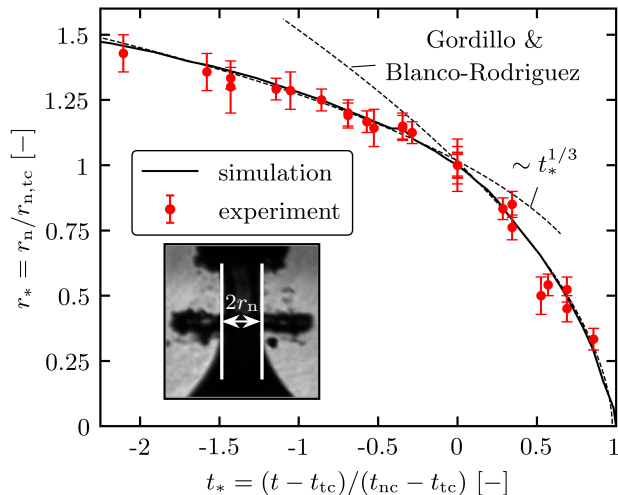 1.5
1.25
1
0.75
0.5
0.25
0
r* = rn/rn,tc [−]
Gordillo &
Blanco-Rodriguez
∼ t*^1/3
simulation
experiment
2rn
-2
-1.5
-1
-0.5
0
0.5
1
t* = (t − ttc)/(tnc − ttc) [−]